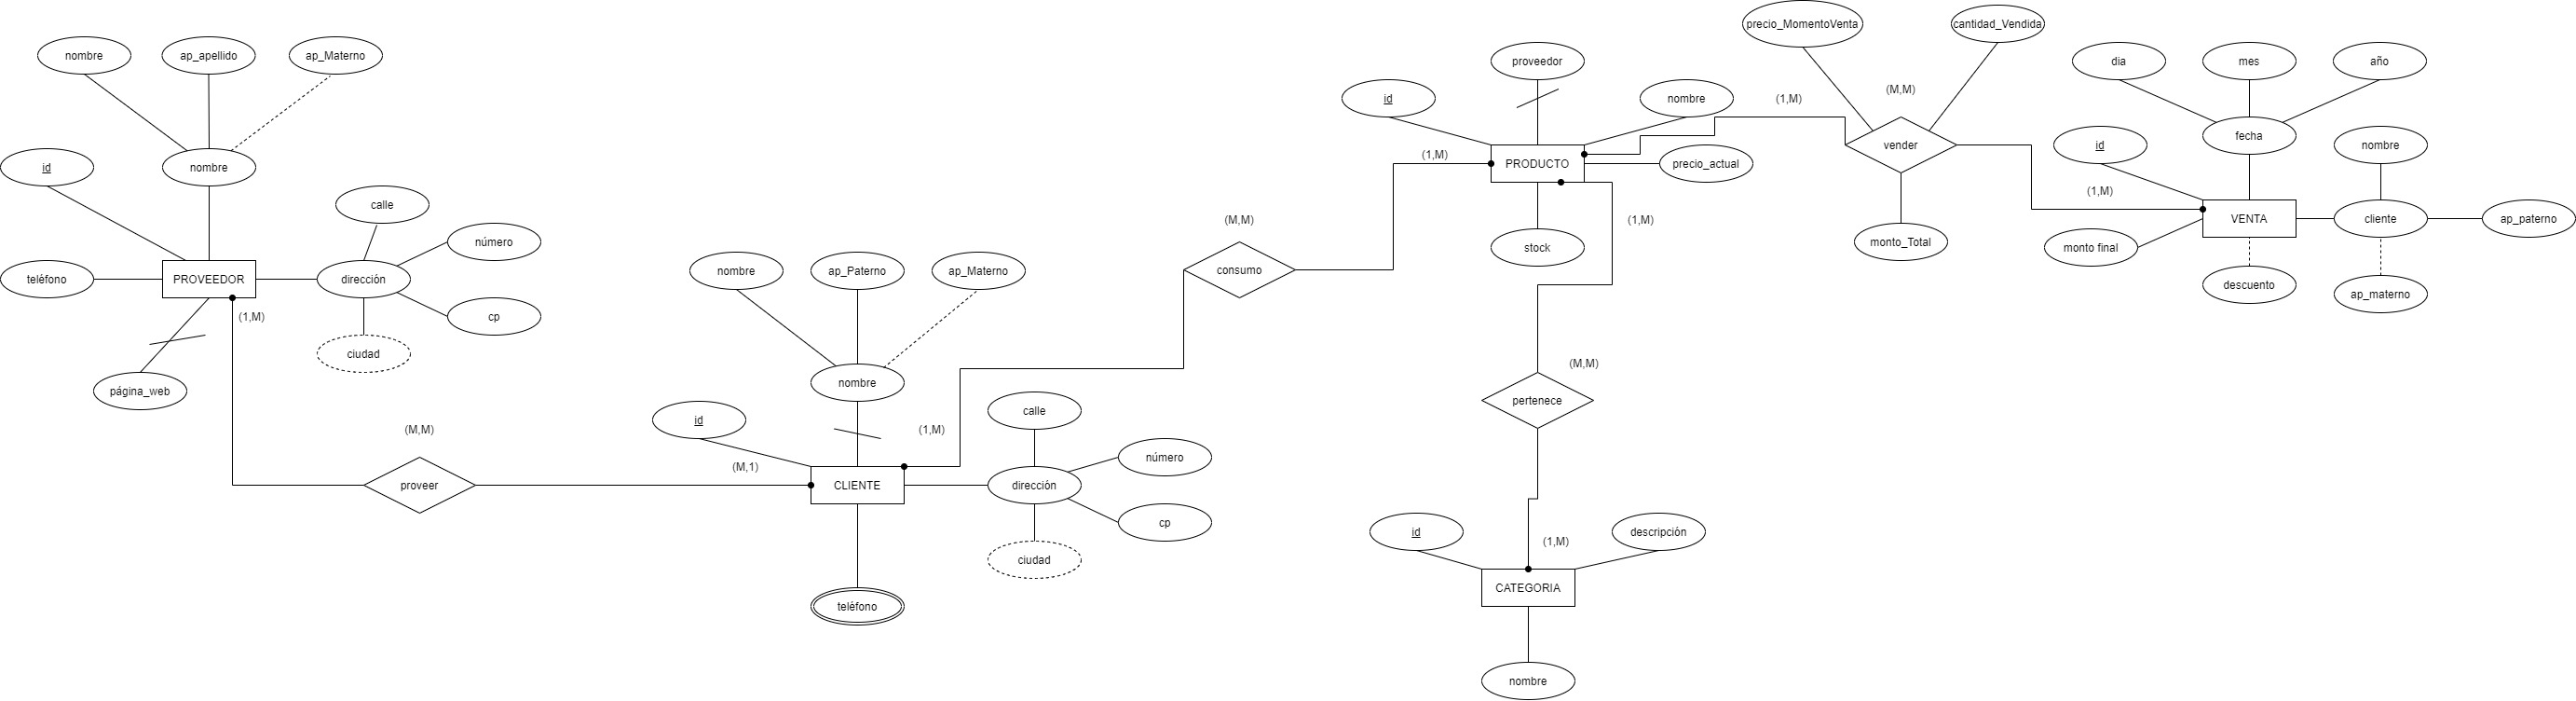 precio_MomentoVenta
cantidad_Vendida
nombre
ap_apellido
ap_Materno
proveedor
dia
mes
año
id
nombre
(1,M)
(M,M)
fecha
id
nombre
id
nombre
(1,M)
PRODUCTO
precio_actual
vender
(1,M)
calle
(M,M)
(1,M)
VENTA
cliente
ap_paterno
número
stock
monto_Total
monto final
teléfono
PROVEEDOR
dirección
nombre
ap_Paterno
ap_Materno
consumo
descuento
ap_materno
(1,M)
cp
ciudad
(M,M)
página_web
nombre
calle
pertenece
id
(M,M)
(1,M)
número
(M,1)
proveer
CLIENTE
dirección
cp
id
descripción
(1,M)
ciudad
CATEGORIA
teléfono
nombre